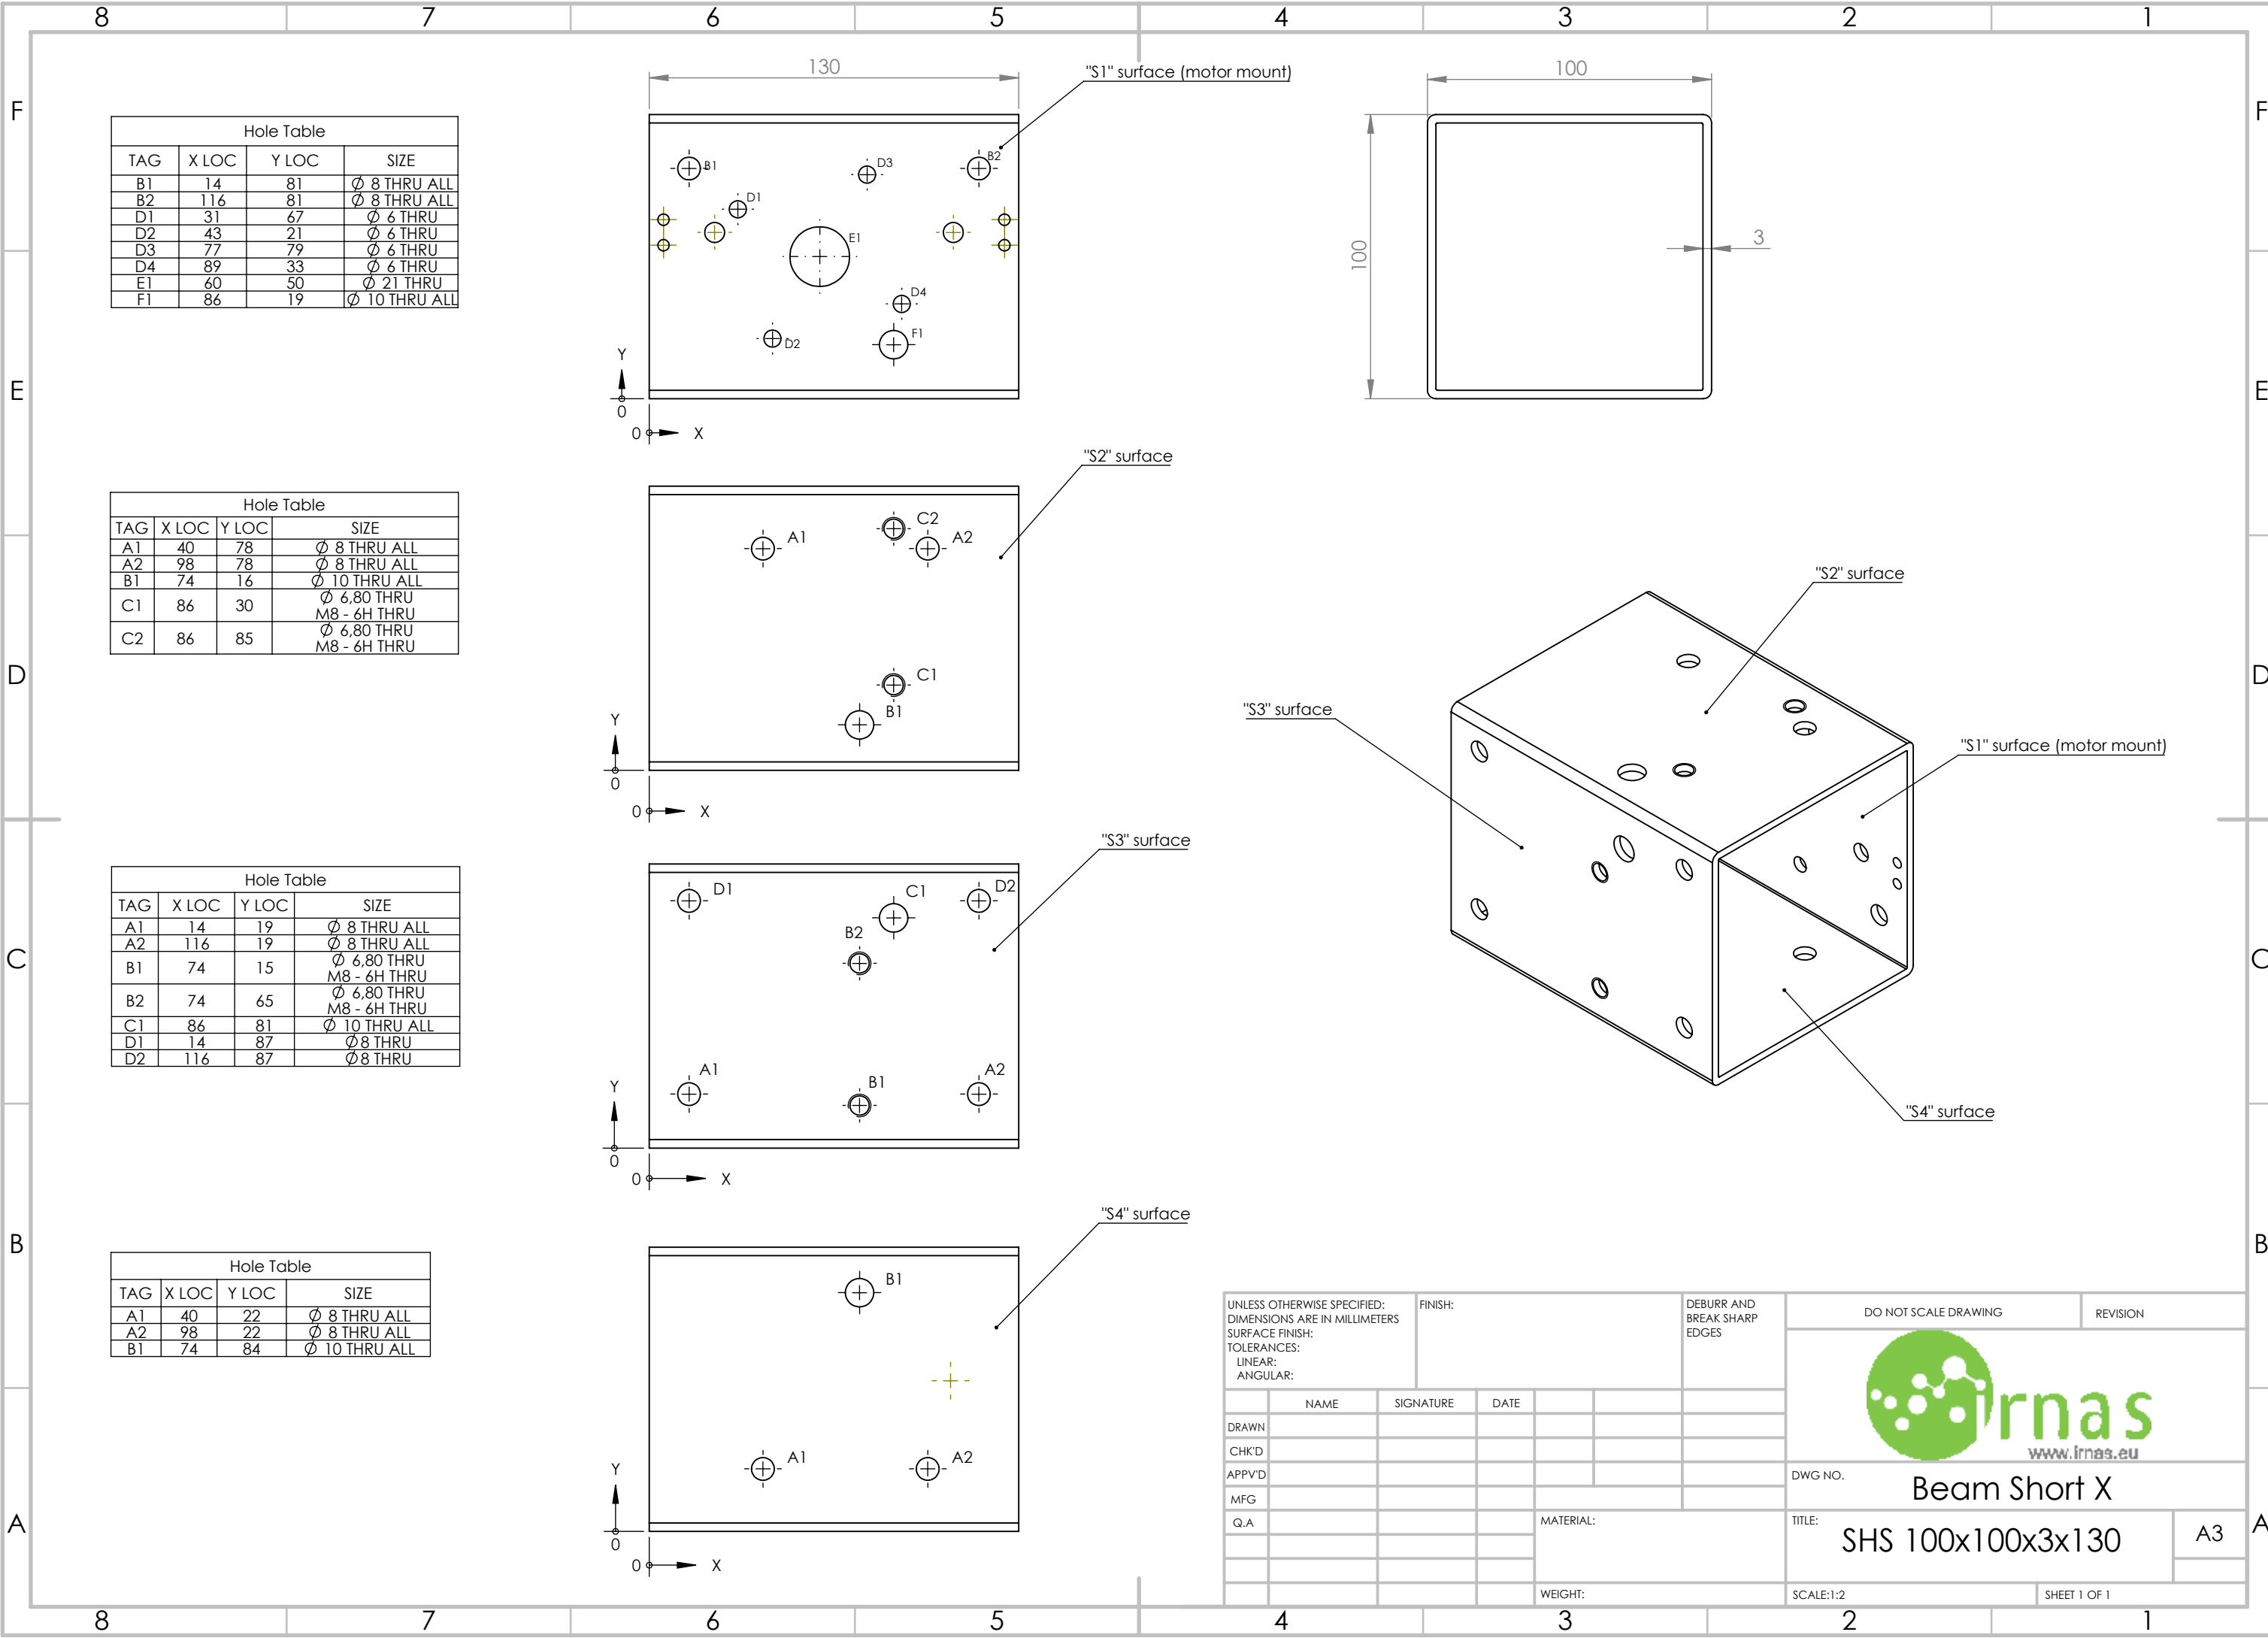 8 7 6 5 4 3 2 1
F F
E E
D D
C C
B B
A A
Hole Table
TAG X LOC Y LOC SIZE
B1 14 81 Ø 8 THRU ALL
B2 116 81 Ø 8 THRU ALL
D1 31 67 Ø 6 THRU
D2 43 21 Ø 6 THRU
D3 77 79 Ø 6 THRU
D4 89 33 Ø 6 THRU
E1 60 50 Ø 21 THRU
F1 86 19 Ø 10 THRU ALL
130
"S1" surface (motor mount)
B1
D3
B2
D1
E1
D4
F1
D2
Y
0
0 X
100
100
3
Hole Table
TAG X LOC Y LOC SIZE
A1 40 78 Ø 8 THRU ALL
A2 98 78 Ø 8 THRU ALL
B1 74 16 Ø 10 THRU ALL
C1 86 30 Ø 6,80 THRU
M8 - 6H THRU
C2 86 85 Ø 6,80 THRU
M8 - 6H THRU
"S2" surface
C2
A1
A2
C1
B1
Y
0
0 X
"S2" surface
"S3" surface
"S1" surface (motor mount)
"S4" surface
Hole Table
TAG X LOC Y LOC SIZE
A1 14 19 Ø 8 THRU ALL
A2 116 19 Ø 8 THRU ALL
B1 74 15 Ø 6,80 THRU
M8 - 6H THRU
B2 74 65 Ø 6,80 THRU
M8 - 6H THRU
C1 86 81 Ø 10 THRU ALL
D1 14 87 Ø8 THRU
D2 116 87 Ø8 THRU
"S3" surface
D1
C1
D2
B2
A1
B1
A2
Y
0
0 X
Hole Table
TAG X LOC Y LOC SIZE
A1 40 22 Ø 8 THRU ALL
A2 98 22 Ø 8 THRU ALL
B1 74 84 Ø 10 THRU ALL
"S4" surface
B1
A1
A2
Y
0
0 X
UNLESS OTHERWISE SPECIFIED:
DIMENSIONS ARE IN MILLIMETERS
SURFACE FINISH:
TOLERANCES:
LINEAR:
ANGULAR:
FINISH:
DEBURR AND
BREAK SHARP
EDGES
DO NOT SCALE DRAWING
REVISION
NAME SIGNATURE DATE
DRAWN
CHK'D
APPV'D
MFG
Q.A
MATERIAL:
WEIGHT:
irnas
www.irnas.eu
DWG NO.
Beam Short X
TITLE:
SHS 100x100x3x130
A3
SCALE:1:2
SHEET 1 OF 1
8 7 6 5 4 3 2 1